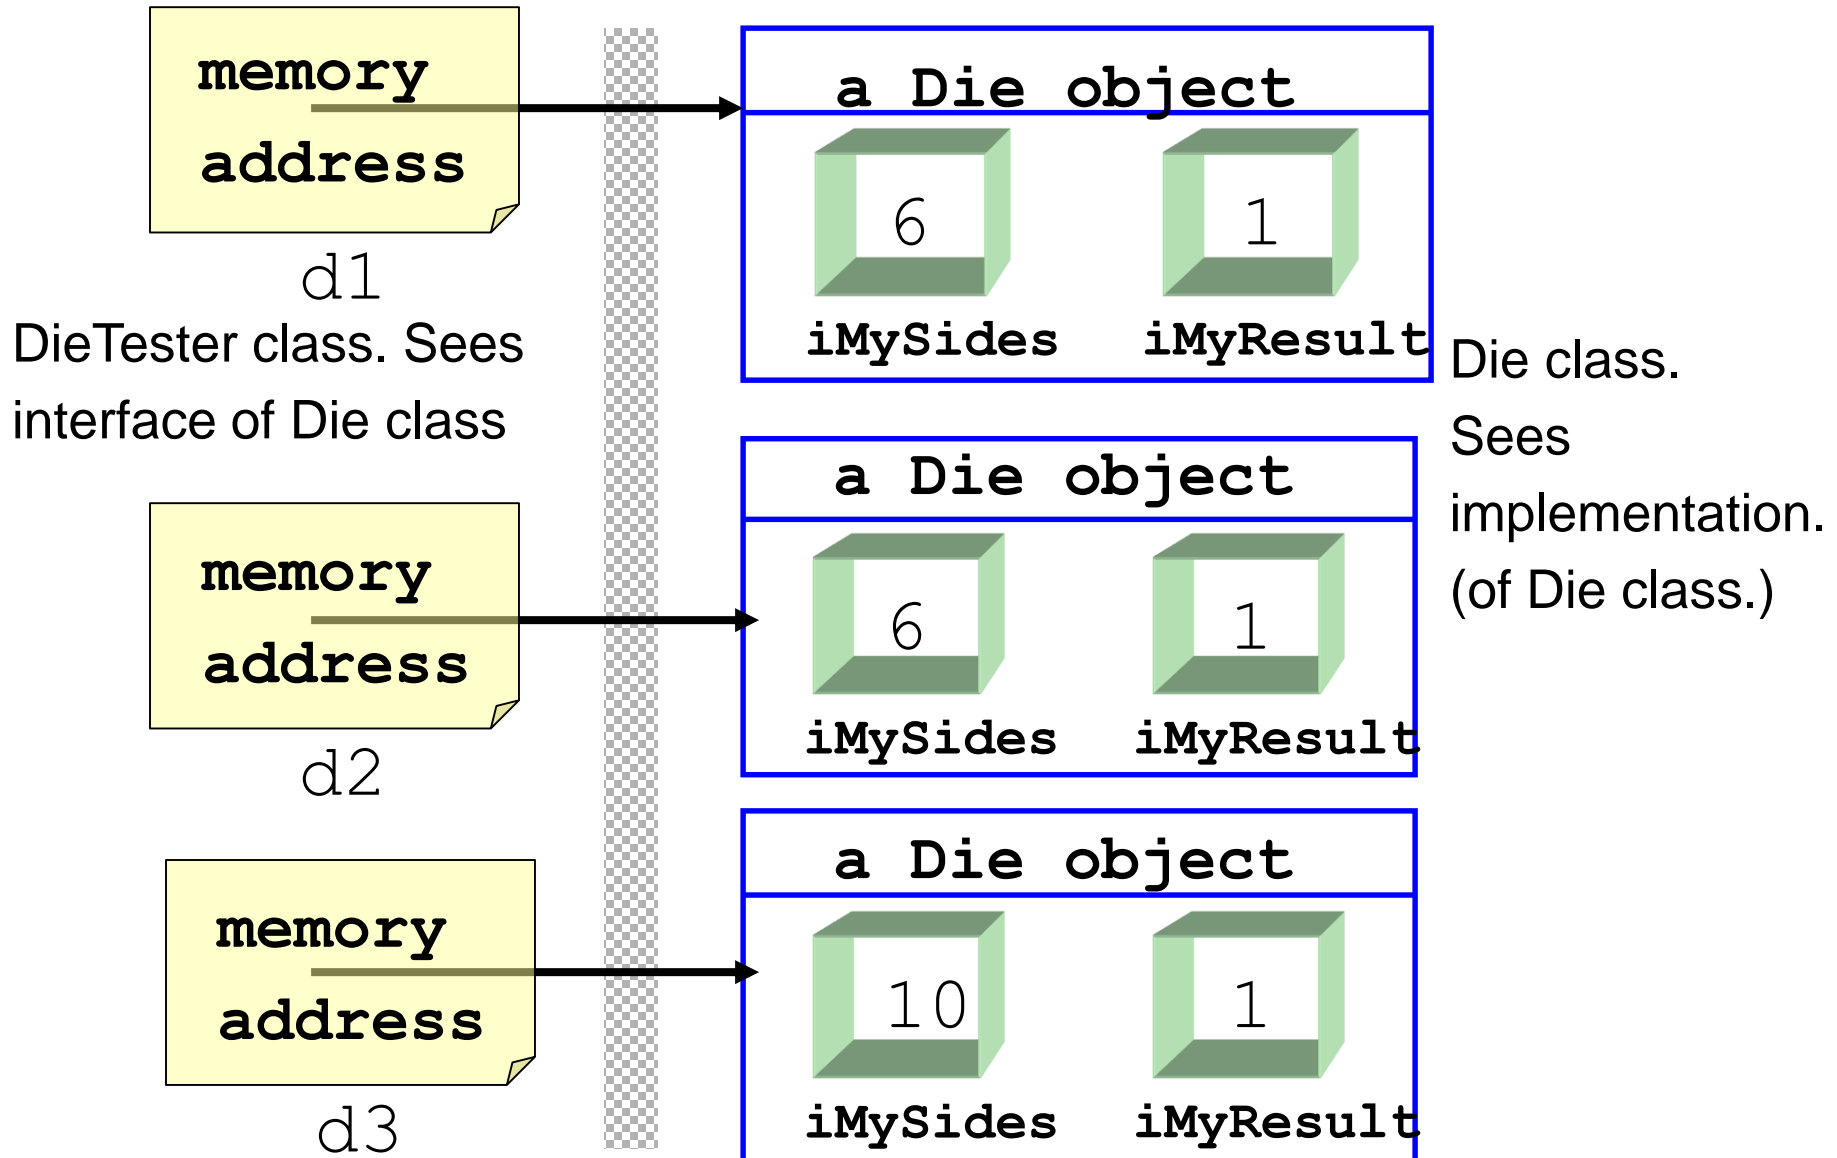 memory
address
d1
a Die object
6
1
iMySides
iMyResult
DieTester class. Sees
interface of Die class
Die class.
Sees
implementation.
(of Die class.)
memory
address
d2
a Die object
6
1
iMySides
iMyResult
memory
address
d3
a Die object
10
1
iMySides
iMyResult